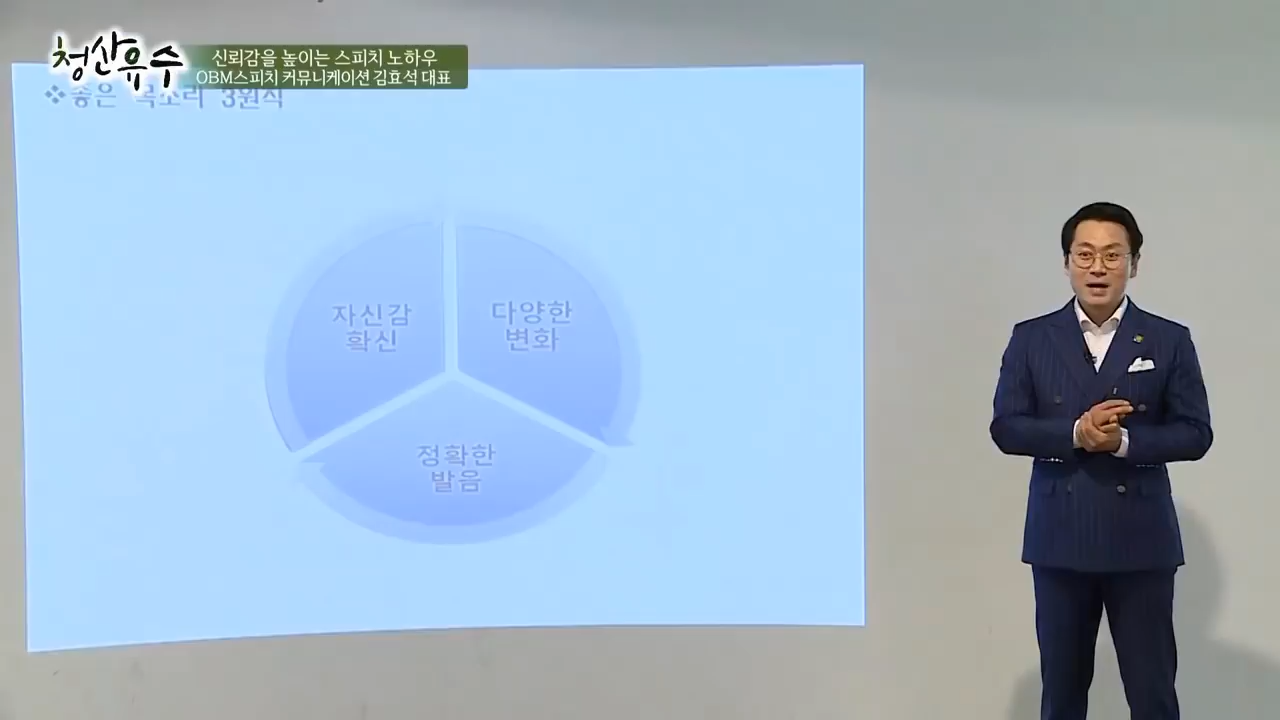 청산유수
신뢰감을 높이는 스피치 노하우
OBM스피치 커뮤니케이션 김효석 대표
❖좋은 목소리 3원칙
자신감
확신
다양한
변화
정확한
발음